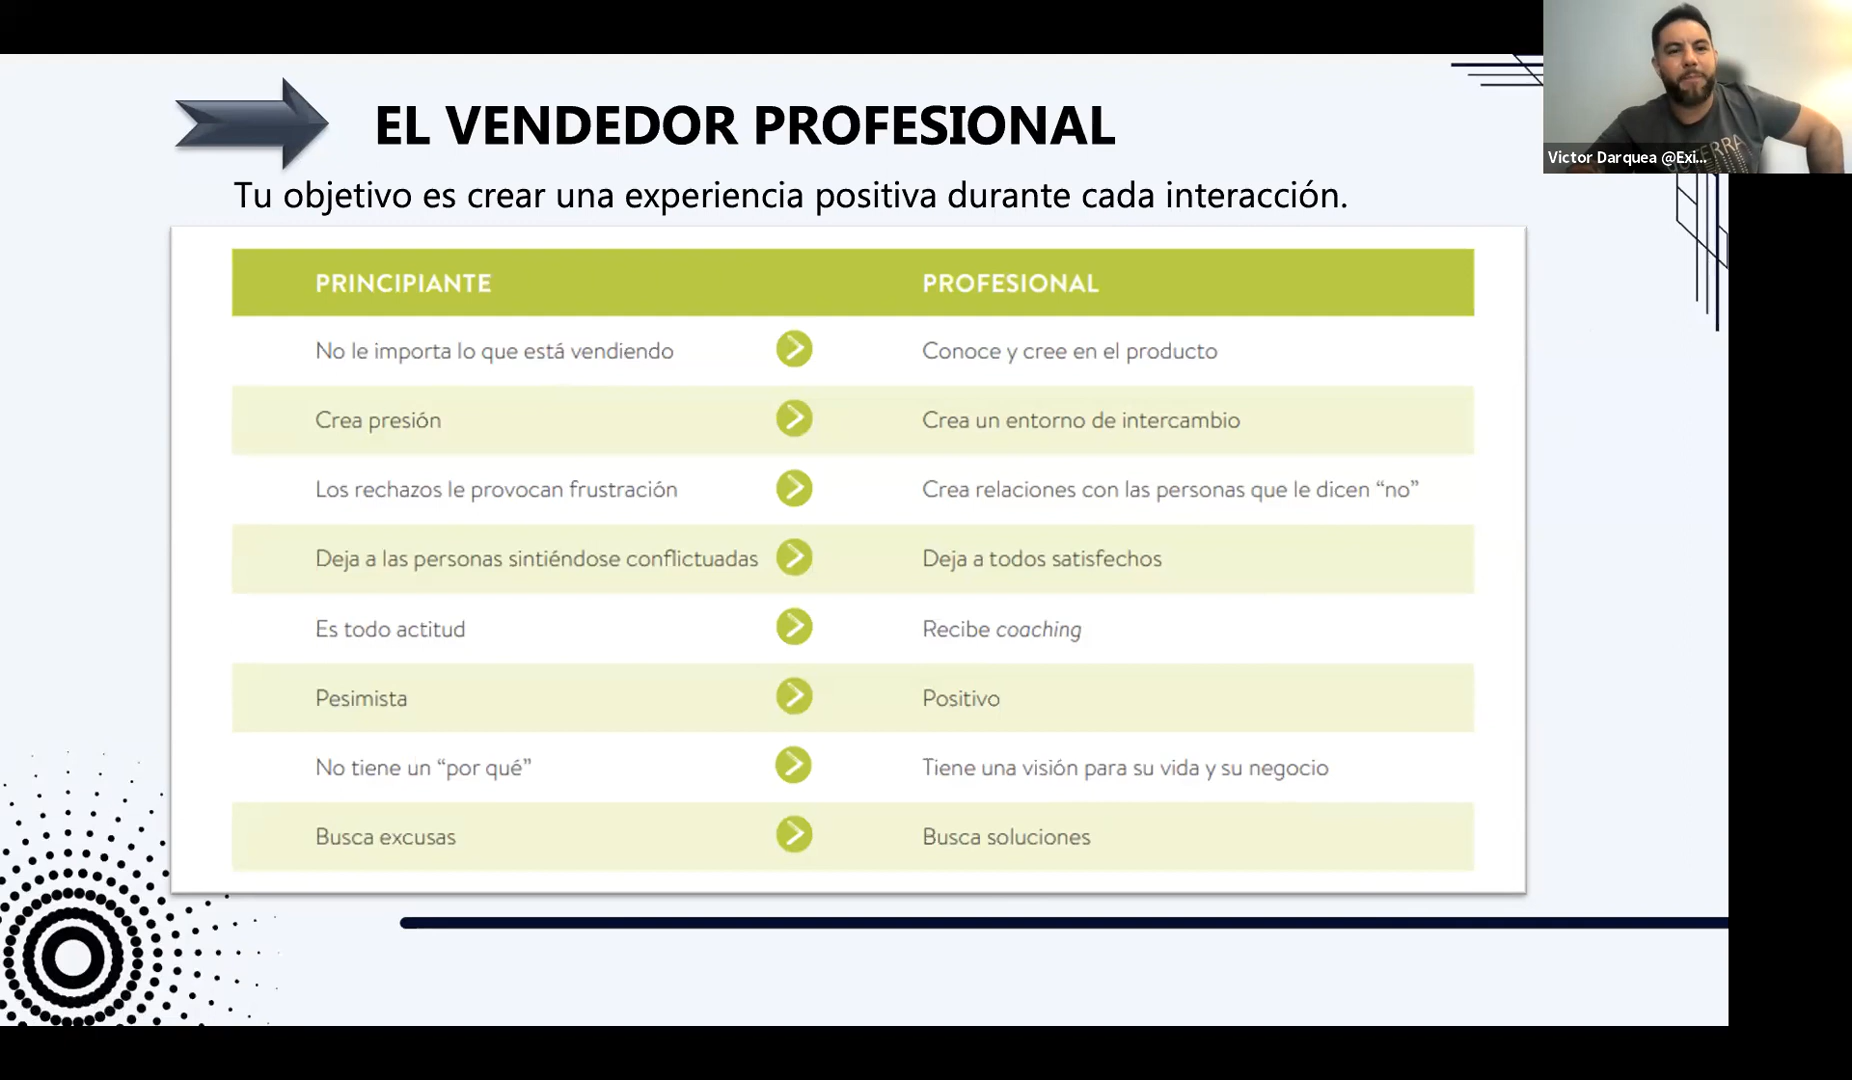 EL VENDEDOR PROFESIONAL
Tu objetivo es crear una experiencia positiva durante cada interacción.
Victor Darquea @Exi...
PRINCIPIANTE PROFESIONAL
No le importa lo que está vendiendo Conoce y cree en el producto
Crea presión Crea un entorno de intercambio
Los rechazos le provocan frustración Crea relaciones con las personas que le dicen “no”
Deja a las personas sintiéndose conflictuadas Deja a todos satisfechos
Es todo actitud Recibe coaching
Pesimista Positivo
No tiene un “por qué” Tiene una visión para su vida y su negocio
Busca excusas Busca soluciones